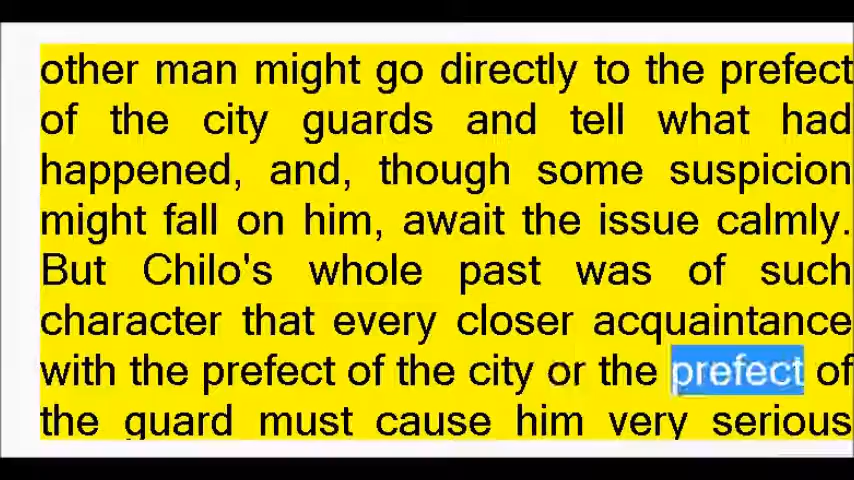 other man might go directly to the prefect
of the city guards and tell what had
happened, and, though some suspicion
might fall on him, await the issue calmly.
But Chilo's whole past was of such
character that every closer acquaintance
with the prefect of the city or the prefect of
the guard must cause him very serious